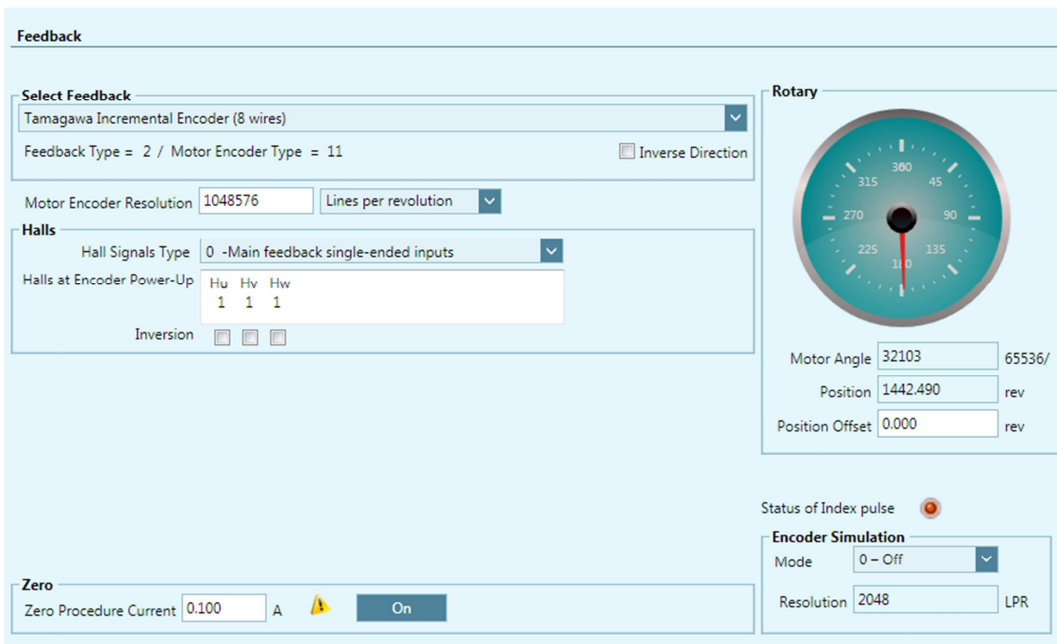 Feedback
Select Feedback
Tamagawa Incremental Encoder (8 wires)
Feedback Type = 2 / Motor Encoder Type = 11
Inverse Direction
Motor Encoder Resolution 1048576 Lines per revolution
Halls
Hall Signals Type 0 -Main feedback single-ended inputs
Halls at Encoder Power-Up
Hu Hv Hw
1 1 1
Inversion
Zero
Zero Procedure Current 0.100 A On
Rotary
360
315 45
270 90
225 135
180
Motor Angle 32103 65536/
Position 1442.490 rev
Position Offset 0.000 rev
Status of Index pulse
Encoder Simulation
Mode 0 – Off
Resolution 2048 LPR